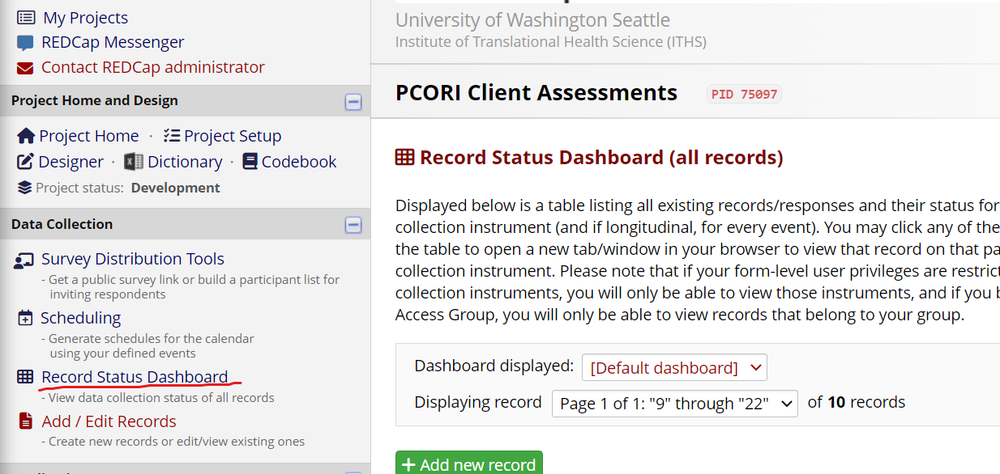 My Projects
REDCap Messenger
Contact REDCap administrator
Project Home and Design
Project Home · Project Setup
Designer · Dictionary · Codebook
Project status: Development
Data Collection
Survey Distribution Tools
- Get a public survey link or build a participant list for
inviting respondents
Scheduling
- Generate schedules for the calendar
using your defined events
Record Status Dashboard
- View data collection status of all records
Add / Edit Records
- Create new records or edit/view existing ones
University of Washington Seattle
Institute of Translational Health Science (ITHS)
PCORI Client Assessments PID 75097
Record Status Dashboard (all records)
Displayed below is a table listing all existing records/responses and their status for
collection instrument (and if longitudinal, for every event). You may click any of the
the table to open a new tab/window in your browser to view that record on that
collection instrument. Please note that if your form-level user privileges are
collection instruments, you will only be able to view those instruments, and if you
Access Group, you will only be able to view records that belong to your group.
Dashboard displayed: [Default dashboard]
Displaying record Page 1 of 1: "9" through "22" of 10 records
+ Add new record